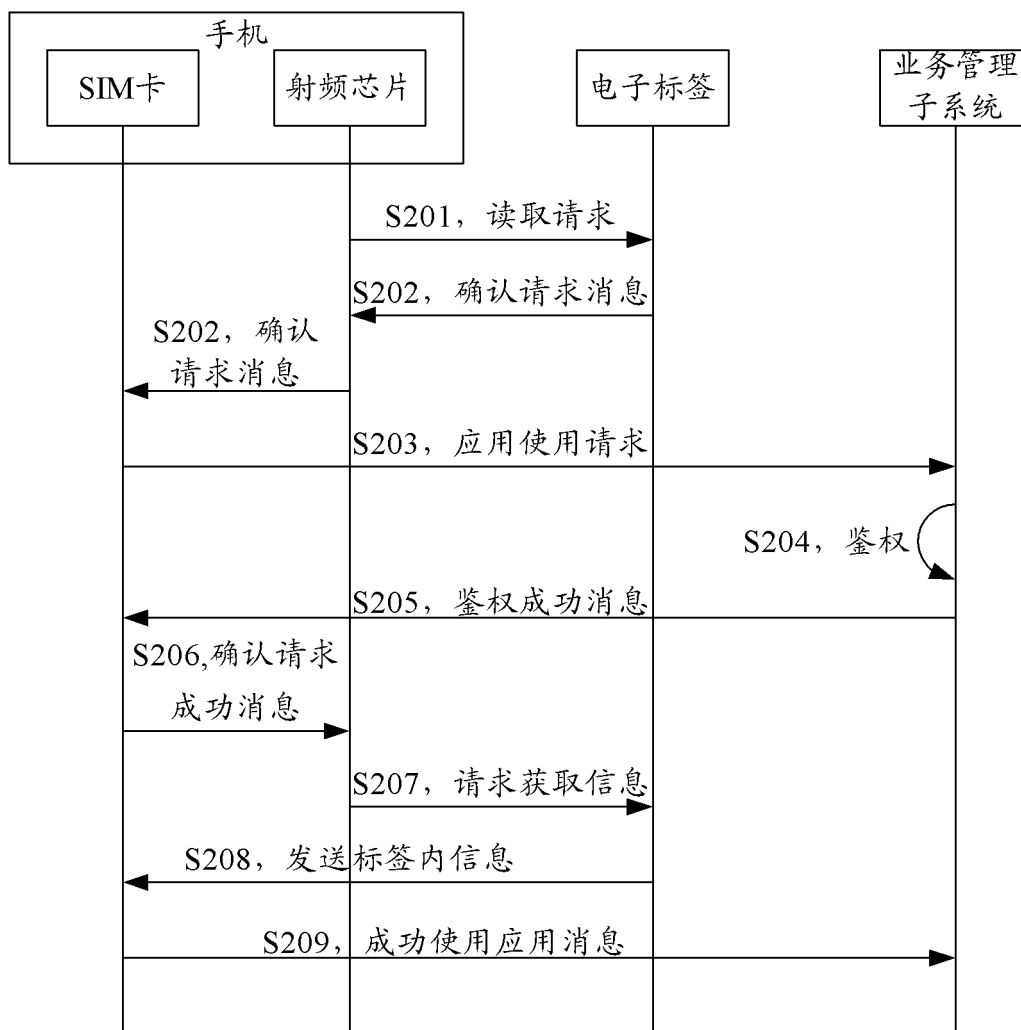 手机
SIM卡
射频芯片
电子标签
业务管理
子系统
S201，读取请求
S202，确认请求消息
S202，确认
请求消息
S203，应用使用请求
S204，鉴权
S205，鉴权成功消息
S206,确认请求
成功消息
S207，请求获取信息
S208，发送标签内信息
S209，成功使用应用消息